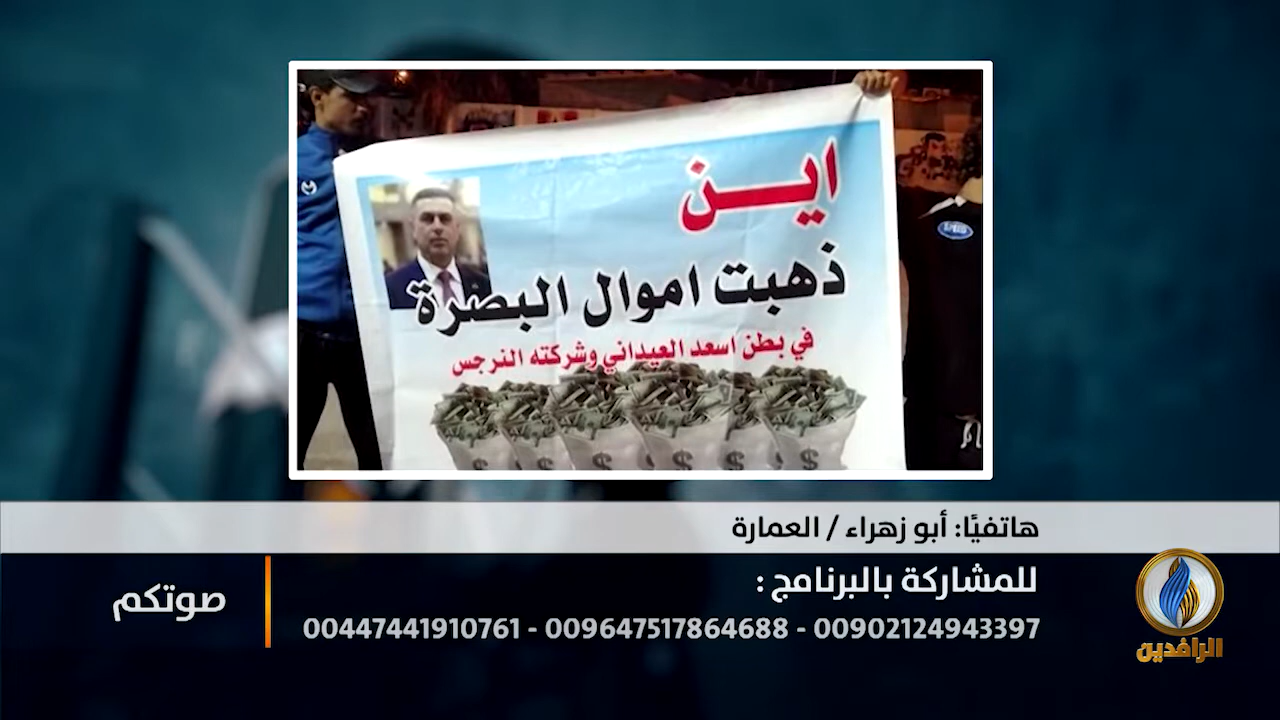 اين
ذهبت اموال البصرة
في بطن اسعد العيداني وشركته النرجس
$ $ $ $
هاتفيًا: أبو زهراء / العمارة
للمشاركة بالبرنامج :
00447441910761 - 009647517864688 - 00902124943397
صوتكم
الرافدين